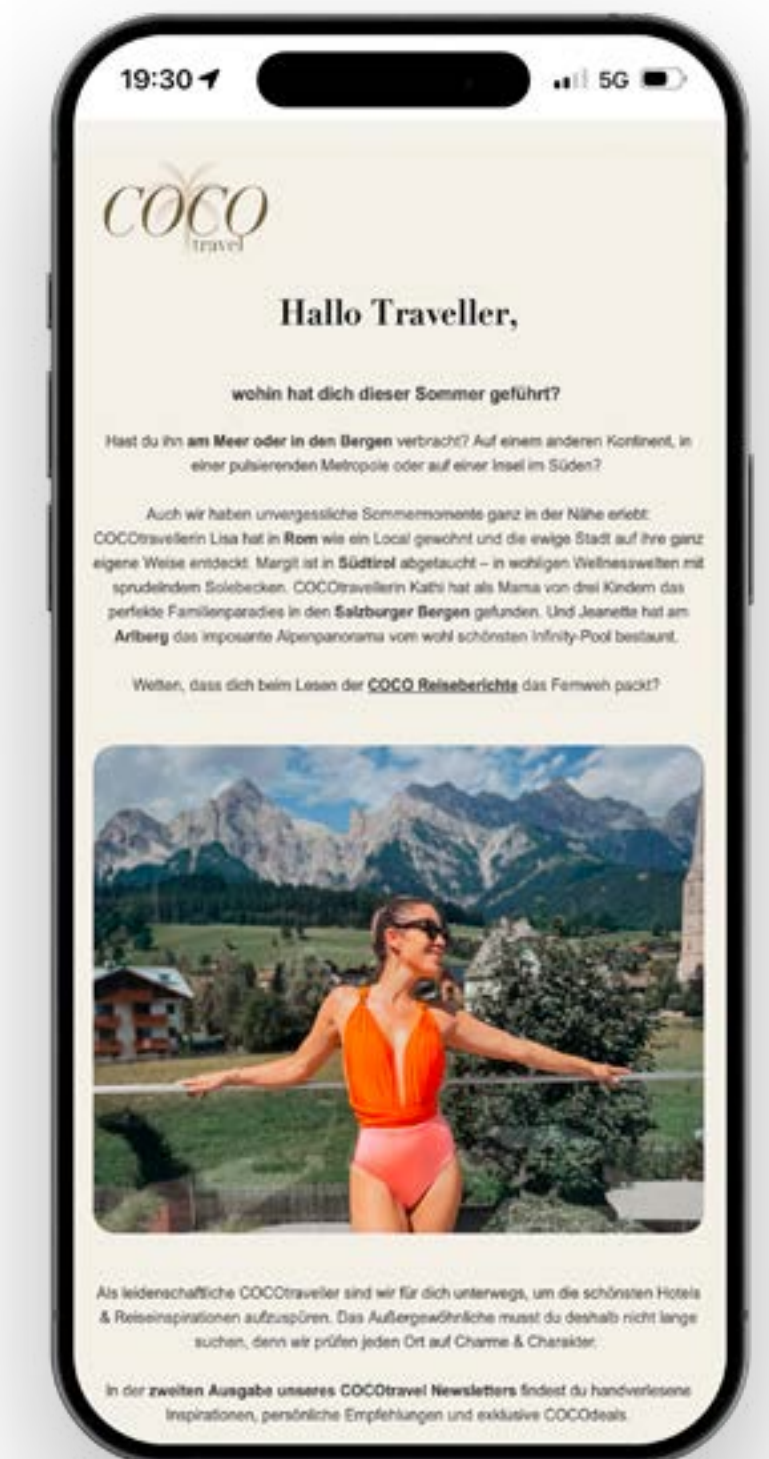 19:30
5G
COCO
travel
Hallo Traveller,
wohin hat dich dieser Sommer geführt?
Hast du ihn am Meer oder in den Bergen verbracht? Auf einem anderen Kontinent, in
einer pulsierenden Metropole oder auf einer Insel im Süden?
Auch wir haben unvergessliche Sommermomente ganz in der Nähe erlebt:
COCOtravellerin Lisa hat in Rom wie ein Local gewohnt und die ewige Stadt auf ihre ganz
eigene Weise entdeckt. Margit ist in Südtirol abgetaucht – in wohligen Wellnesswelten mit
sprudelndem Solebecken. COCOtravellerin Kathi hat als Mama von drei Kindern das
perfekte Familienparadies in den Salzburger Bergen gefunden. Und Jeanette hat am
Arlberg das imposante Alpenpanorama vom wohl schönsten Infinity-Pool bestaunt.
Wetten, dass dich beim Lesen der COCO Reiseberichte das Fernweh packt?
Als leidenschaftliche COCOtraveller sind wir für dich unterwegs, um die schönsten Hotels
& Reiseinspirationen aufzuspüren. Das Außergewöhnliche musst du deshalb nicht lange
suchen, denn wir prüfen jeden Ort auf Charme & Charakter.
In der zweiten Ausgabe unseres COCOtravel Newsletters findest du handverlesene
Inspirationen, persönliche Empfehlungen und exklusive COCOdeals.